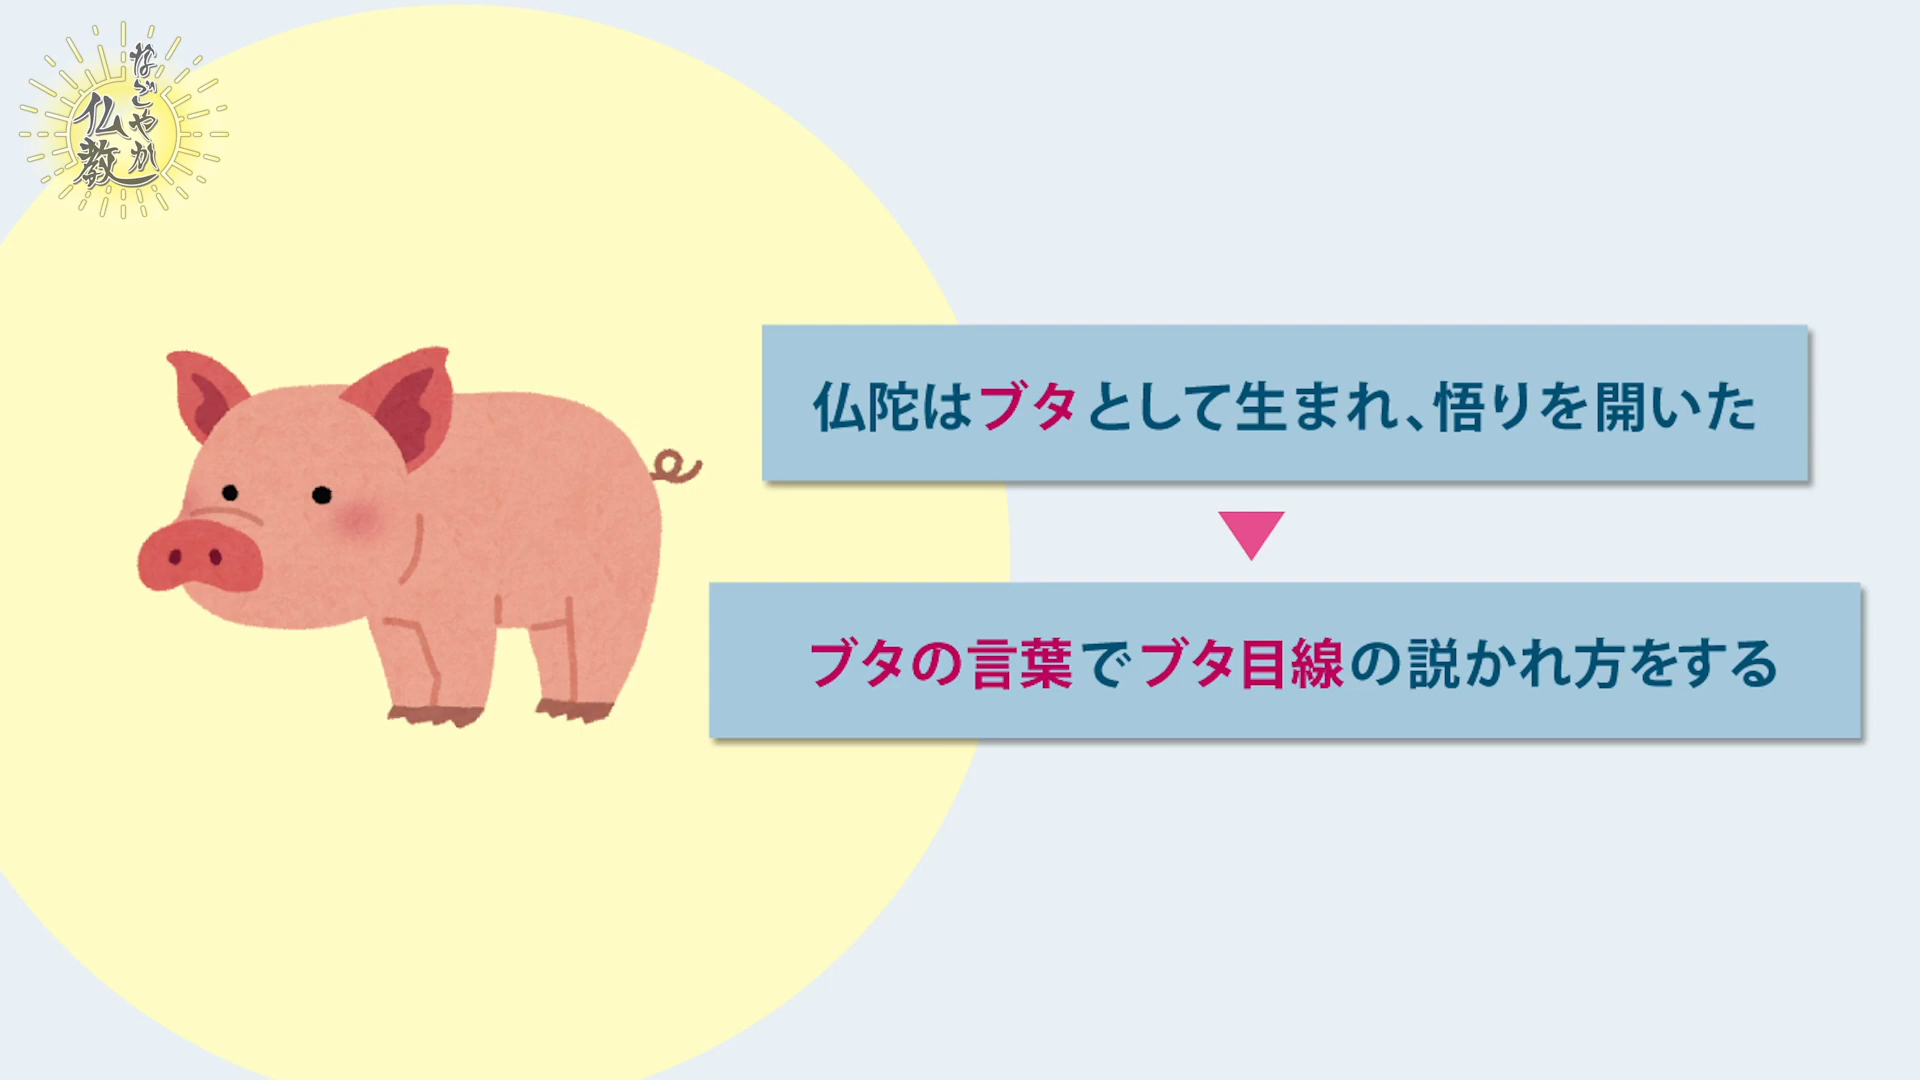 なごやか
仏教
仏陀はブタとして生まれ、悟りを開いた
ブタの言葉でブタ目線の説かれ方をする